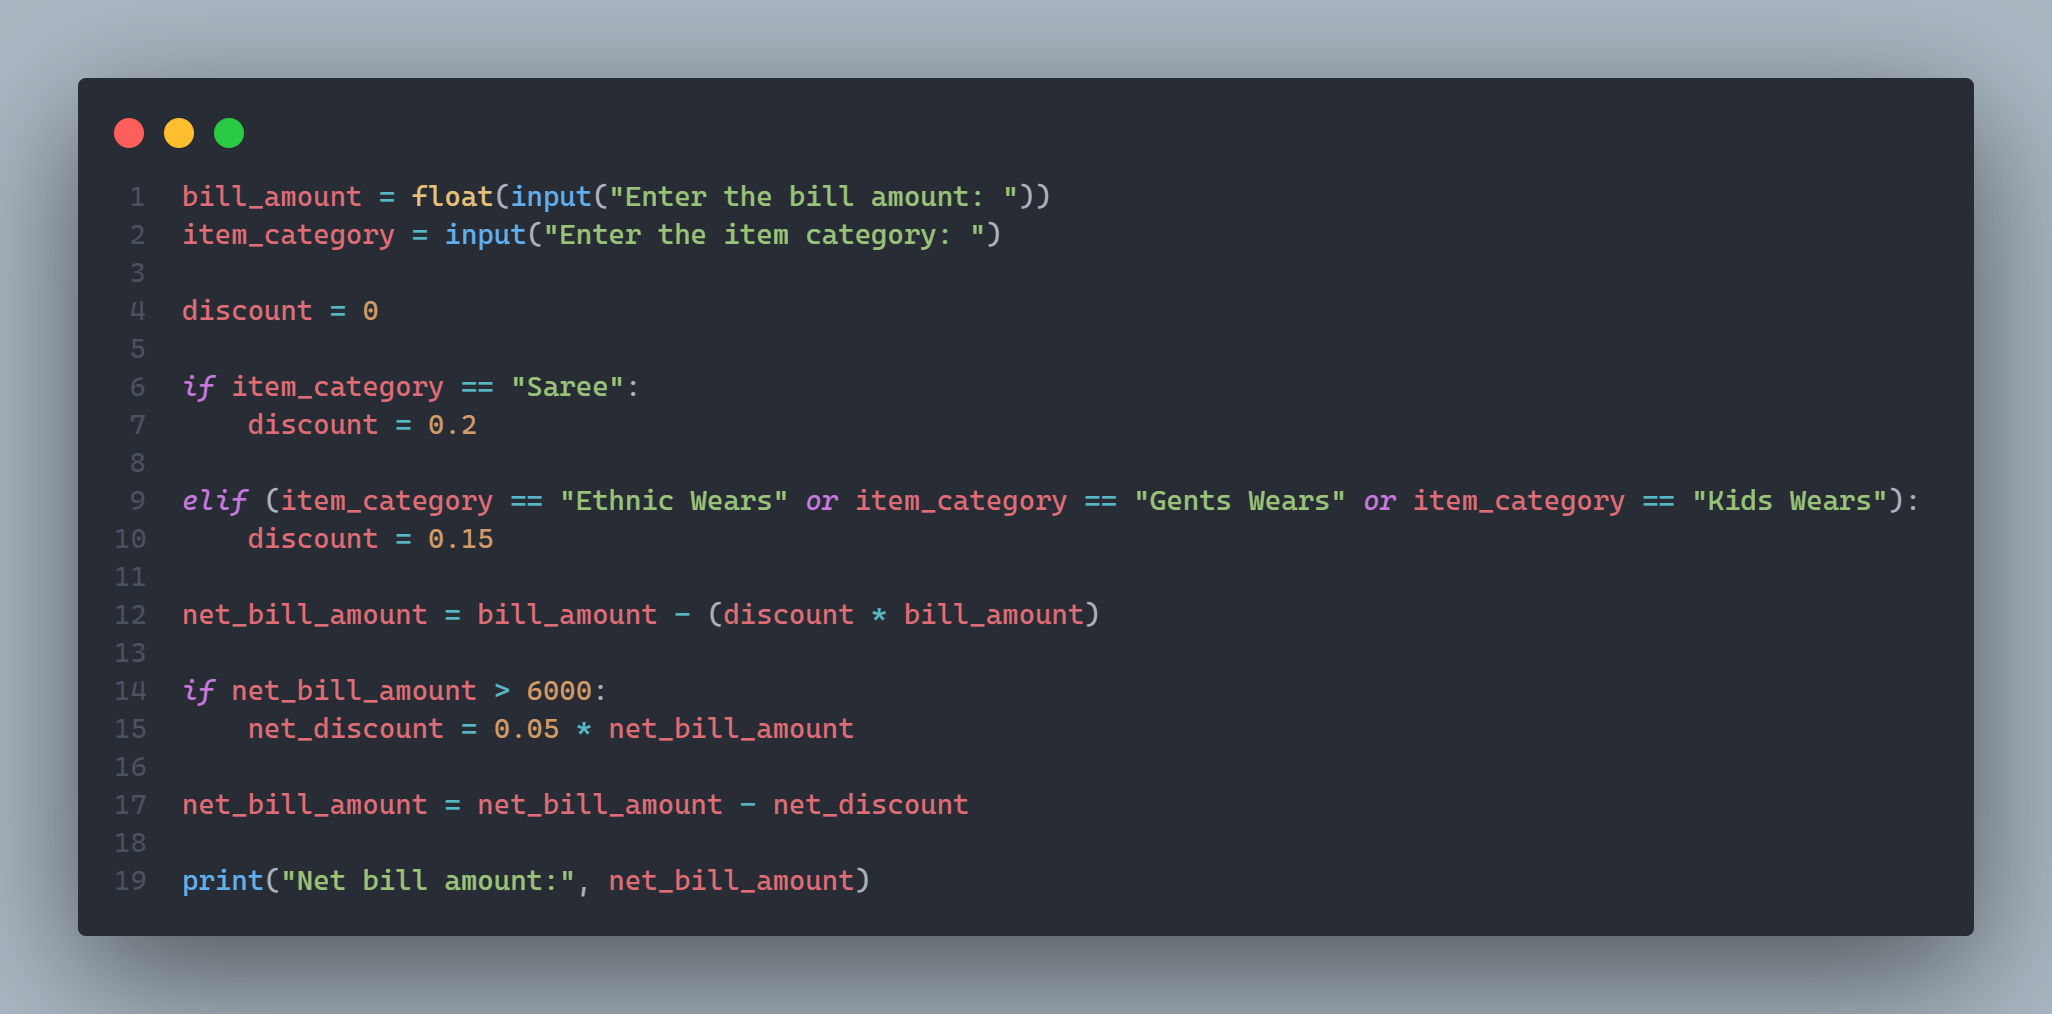 1 bill_amount = float(input("Enter the bill amount: "))
2 item_category = input("Enter the item category: ")
3
4 discount = 0
5
6 if item_category == "Saree":
7     discount = 0.2
8
9 elif (item_category == "Ethnic Wears" or item_category == "Gents Wears" or item_category == "Kids Wears"):
10     discount = 0.15
11
12 net_bill_amount = bill_amount - (discount * bill_amount)
13
14 if net_bill_amount > 6000:
15     net_discount = 0.05 * net_bill_amount
16
17 net_bill_amount = net_bill_amount - net_discount
18
19 print("Net bill amount:", net_bill_amount)